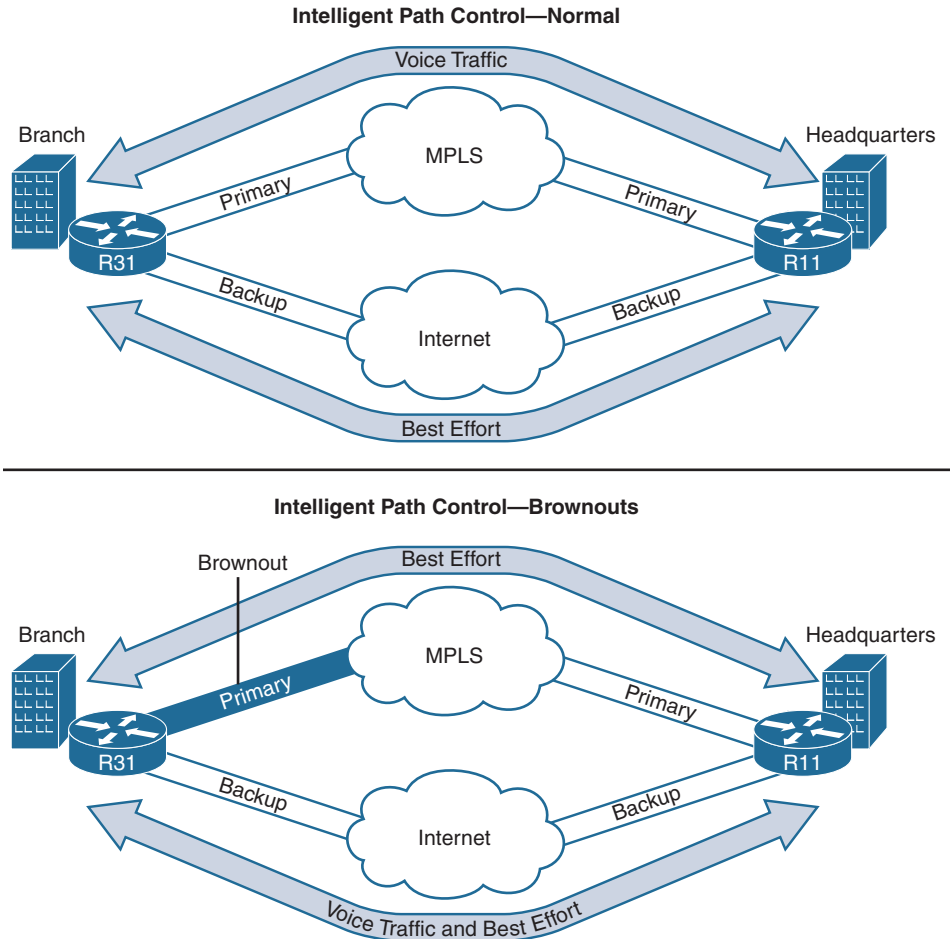 Intelligent Path Control—Normal
Voice Traffic
Branch
Headquarters
MPLS
Primary
Primary
R31
R11
Backup
Backup
Internet
Best Effort
Intelligent Path Control—Brownouts
Best Effort
Brownout
Branch
Headquarters
MPLS
Primary
Primary
R31
R11
Backup
Backup
Internet
Voice Traffic and Best Effort